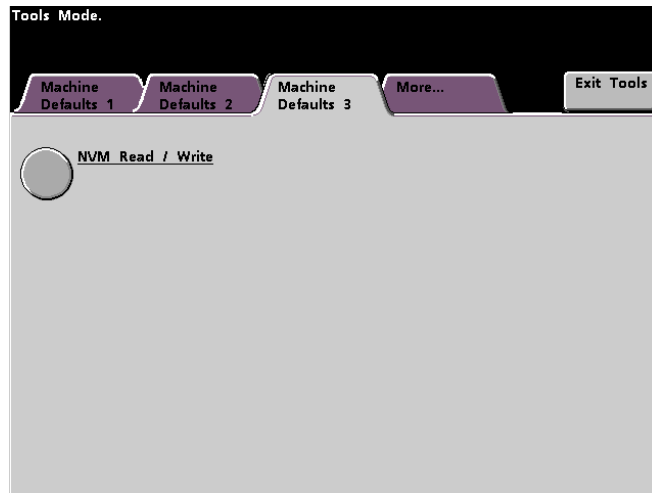 Tools Mode.
Machine
Defaults 1
Machine
Defaults 2
Machine
Defaults 3
More...
Exit Tools
NVM Read / Write